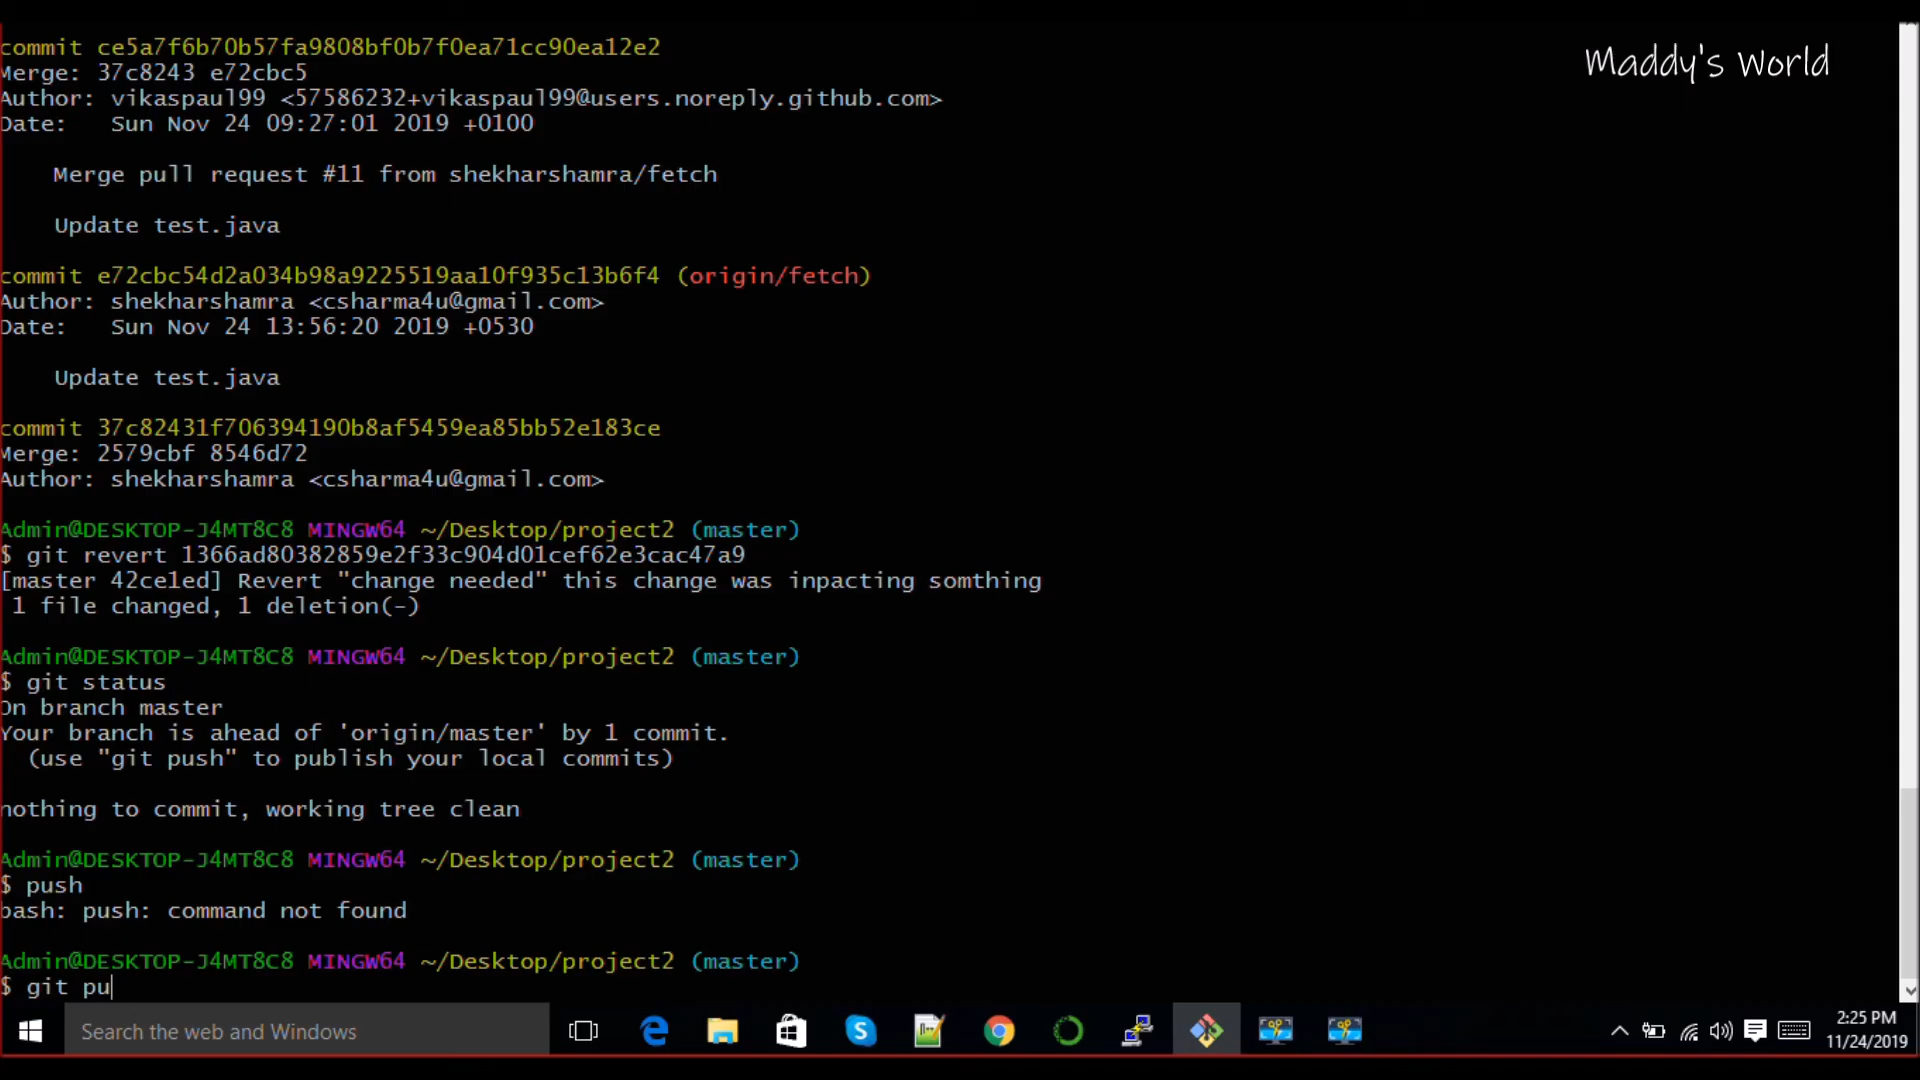 commit ce5a7f6b70b57fa9808bf0b7f0ea71cc90ea12e2
Maddy's World
Merge: 37c8243 e72cbc5
Author: vikaspaul99 <57586232+vikaspaul99@users.noreply.github.com>
Date:   Sun Nov 24 09:27:01 2019 +0100
Merge pull request #11 from shekharshamra/fetch
Update test.java
commit e72cbc54d2a034b98a9225519aa10f935c13b6f4 (origin/fetch)
Author: shekharshamra <csharma4u@gmail.com>
Date:   Sun Nov 24 13:56:20 2019 +0530
Update test.java
commit 37c82431f706394190b8af5459ea85bb52e183ce
Merge: 2579cbf 8546d72
Author: shekharshamra <csharma4u@gmail.com>
Admin@DESKTOP-J4MT8C8 MINGW64 ~/Desktop/project2 (master)
$ git revert 1366ad80382859e2f33c904d01cef62e3cac47a9
[master 42ce1ed] Revert "change needed" this change was inpacting somthing
1 file changed, 1 deletion(-)
Admin@DESKTOP-J4MT8C8 MINGW64 ~/Desktop/project2 (master)
$ git status
On branch master
Your branch is ahead of 'origin/master' by 1 commit.
(use "git push" to publish your local commits)
nothing to commit, working tree clean
Admin@DESKTOP-J4MT8C8 MINGW64 ~/Desktop/project2 (master)
$ push
bash: push: command not found
Admin@DESKTOP-J4MT8C8 MINGW64 ~/Desktop/project2 (master)
$ git pu
Search the web and Windows
2:25 PM
11/24/2019